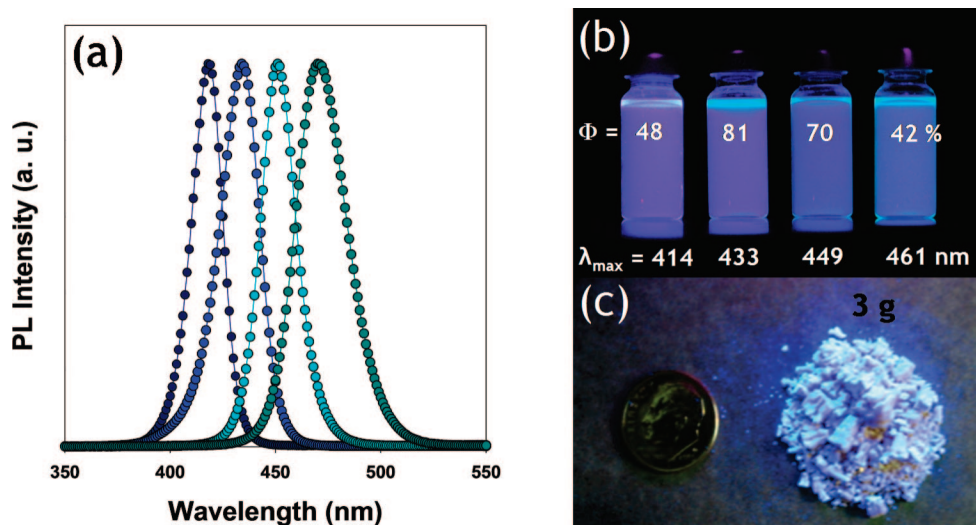 (a)
PL Intensity (a. u.)
350 400 450 500 550
Wavelength (nm)
(b)
Φ = 48 81 70 42 %
λmax = 414 433 449 461 nm
(c)
3 g